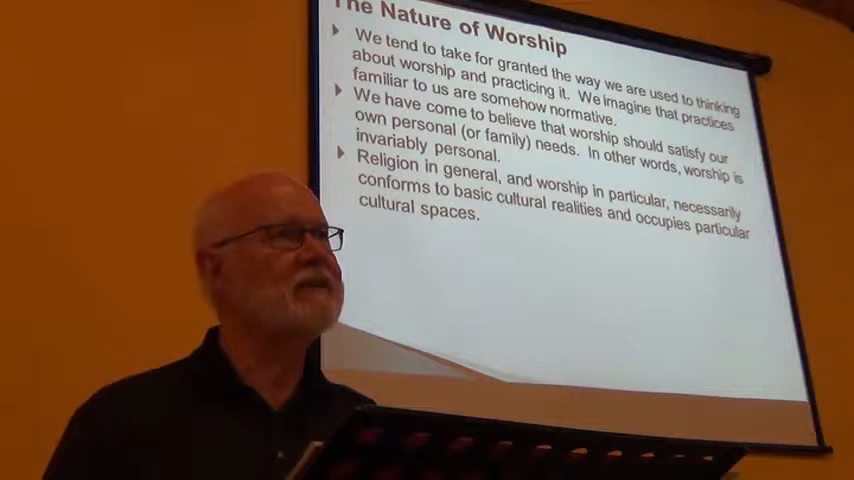 The Nature of Worship
We tend to take for granted the way we are used to thinking
about worship and practicing it. We imagine that practices
familiar to us are somehow normative.
We have come to believe that worship should satisfy our
own personal (or family) needs. In other words, worship is
invariably personal.
Religion in general, and worship in particular, necessarily
conforms to basic cultural realities and occupies particular
cultural spaces.